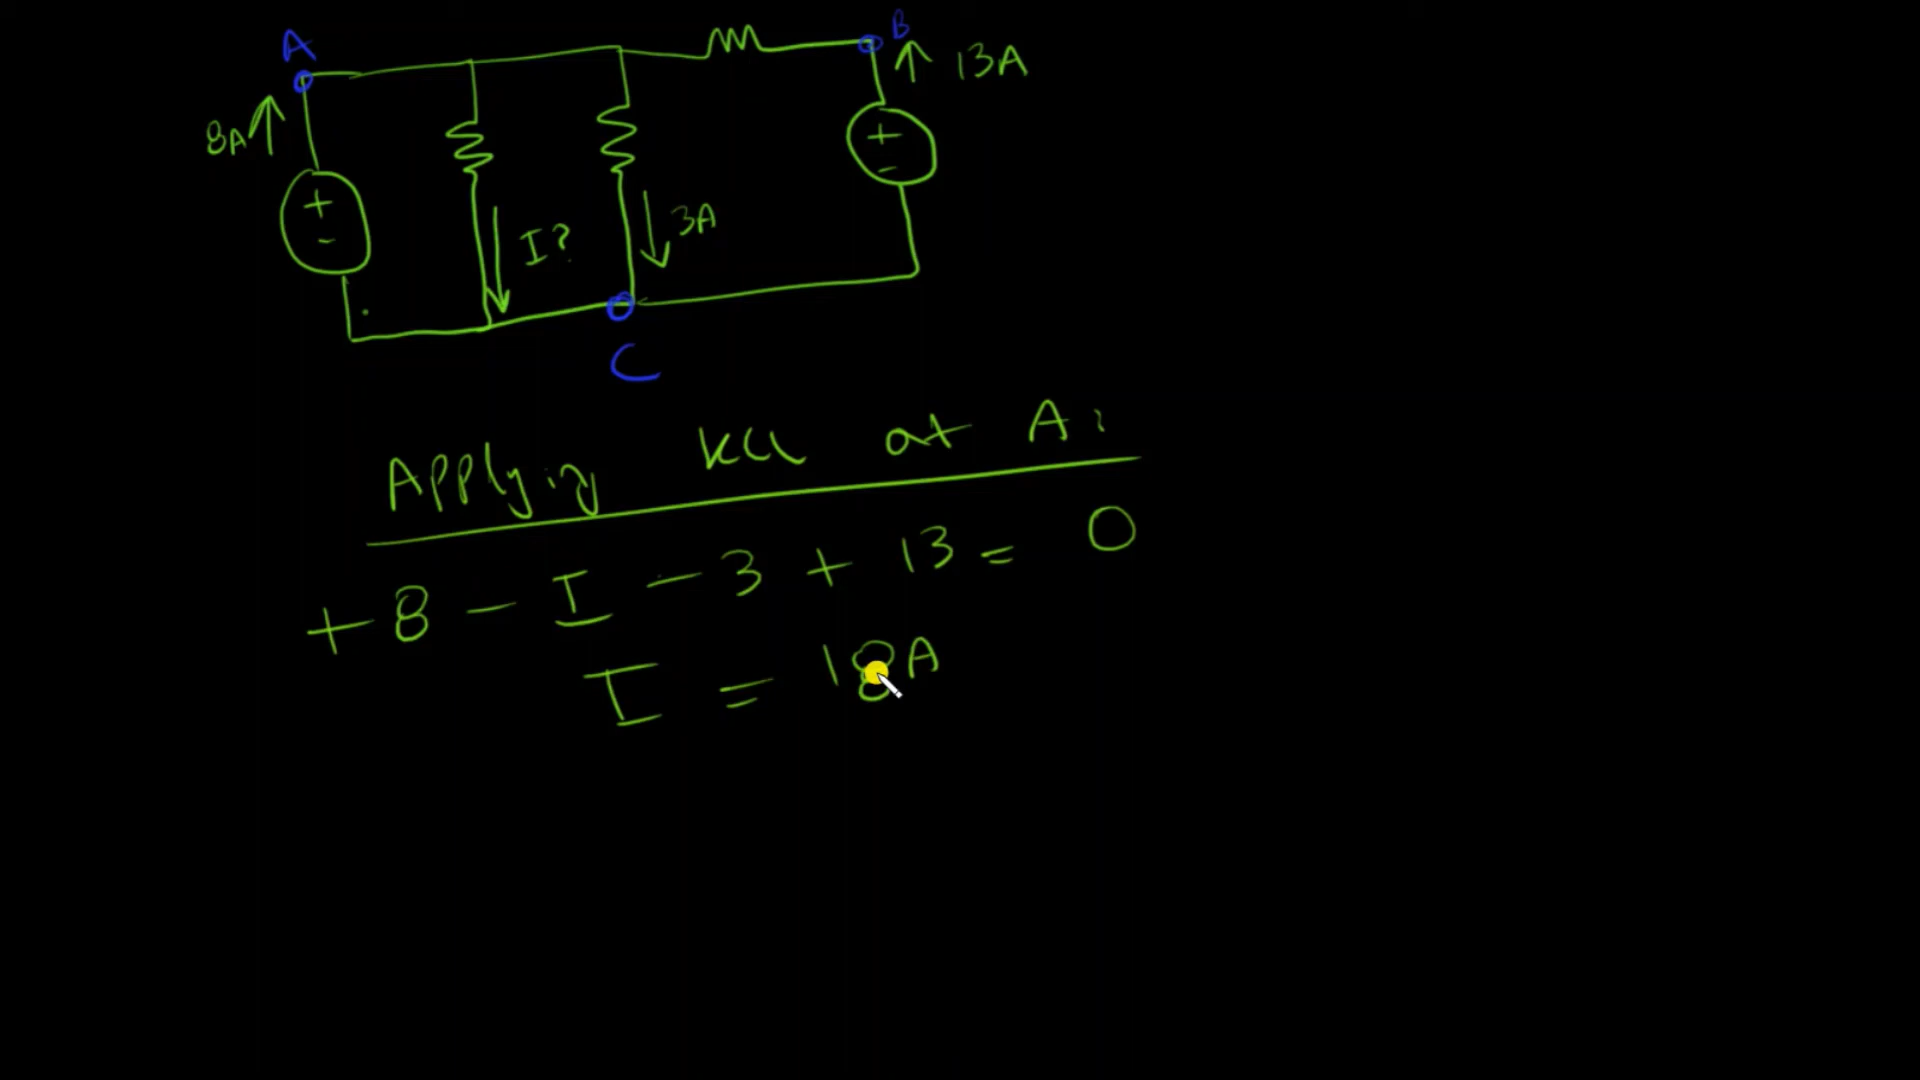 A
B
13A
8A
+
-
+
-
I?
3A
C
Applying KCL at A:
+8 - I - 3 + 13 = 0
I = 18A